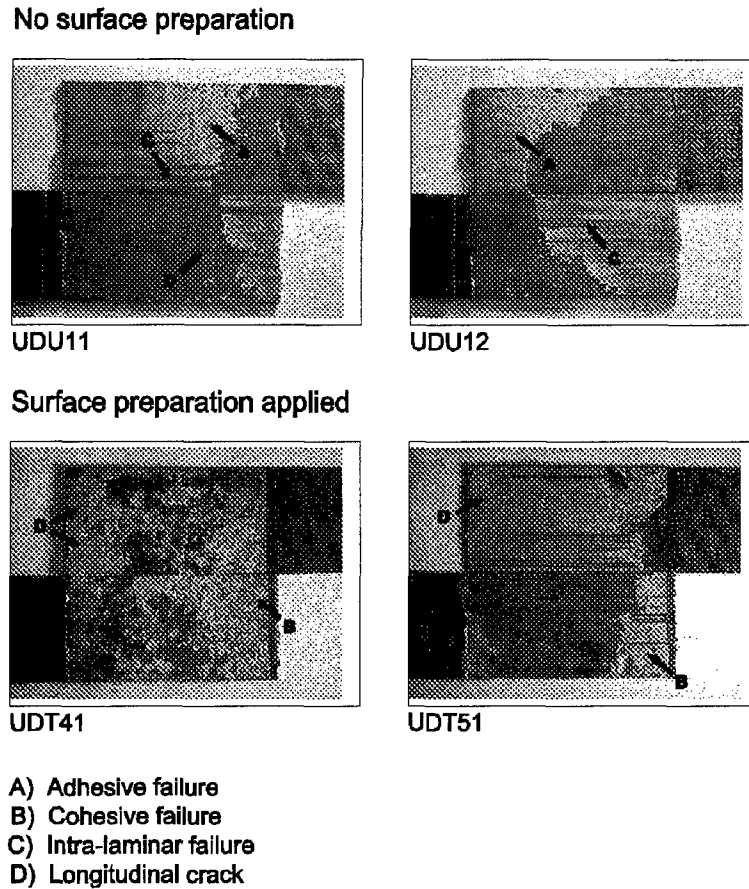 No surface preparation
UDU11
UDU12
Surface preparation applied
D
B
D
B
UDT41
UDT51
A) Adhesive failure
B) Cohesive failure
C) Intra-laminar failure
D) Longitudinal crack